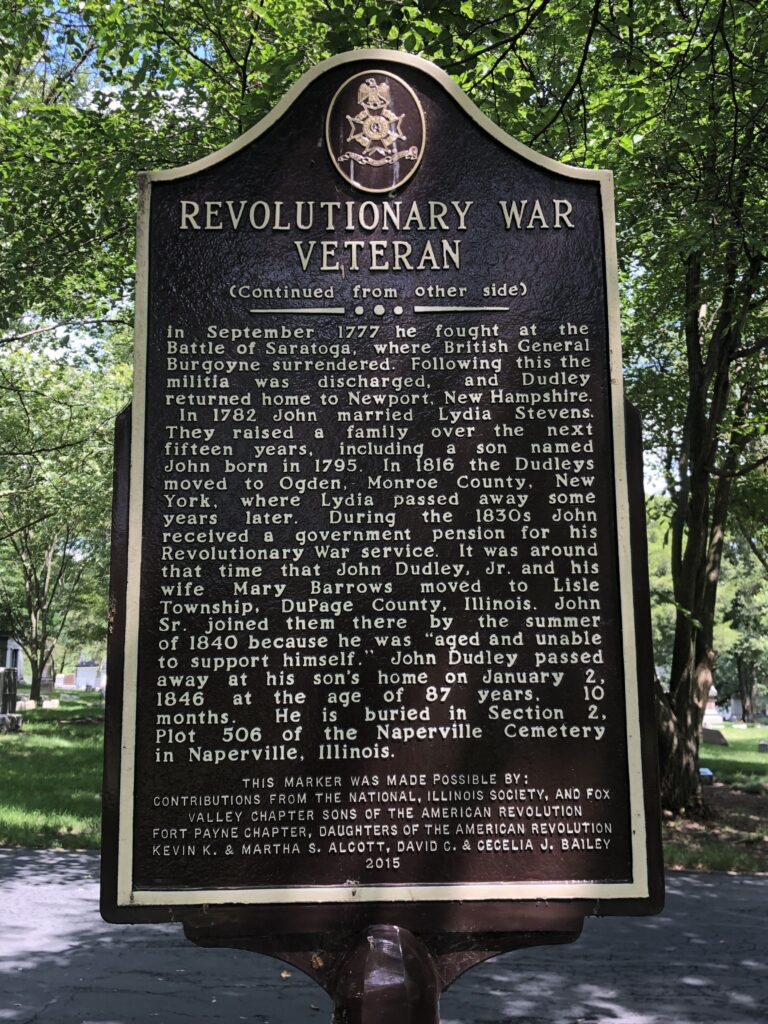 REVOLUTIONARY WAR
VETERAN
(Continued from other side)
In September 1777 he fought at the
Battle of Saratoga, where British General
Burgoyne surrendered. Following this the
militia was discharged, and Dudley
returned home to Newport, New Hampshire.
In 1782 John married Lydia Stevens.
They raised a family over the next
fifteen years, including a son named
John born in 1795. In 1816 the Dudleys
moved to Ogden, Monroe County, New
York, where Lydia passed away some
years later. During the 1830s John
received a government pension for his
Revolutionary War service. It was around
that time that John Dudley, Jr. and his
wife Mary Barrows moved to Lisle
Township, DuPage County, Illinois. John
Sr. joined them there by the summer
of 1840 because he was "aged and unable
to support himself." John Dudley passed
away at his son's home on January 2,
1846 at the age of 87 years, 10
months. He is buried in Section 2,
Plot 506 of the Naperville Cemetery
in Naperville, Illinois.
THIS MARKER WAS MADE POSSIBLE BY:
CONTRIBUTIONS FROM THE NATIONAL, ILLINOIS SOCIETY, AND FOX
VALLEY CHAPTER SONS OF THE AMERICAN REVOLUTION
FORT PAYNE CHAPTER, DAUGHTERS OF THE AMERICAN REVOLUTION
KEVIN K. & MARTHA S. ALCOTT, DAVID C. & CECELIA J. BAILEY
2015